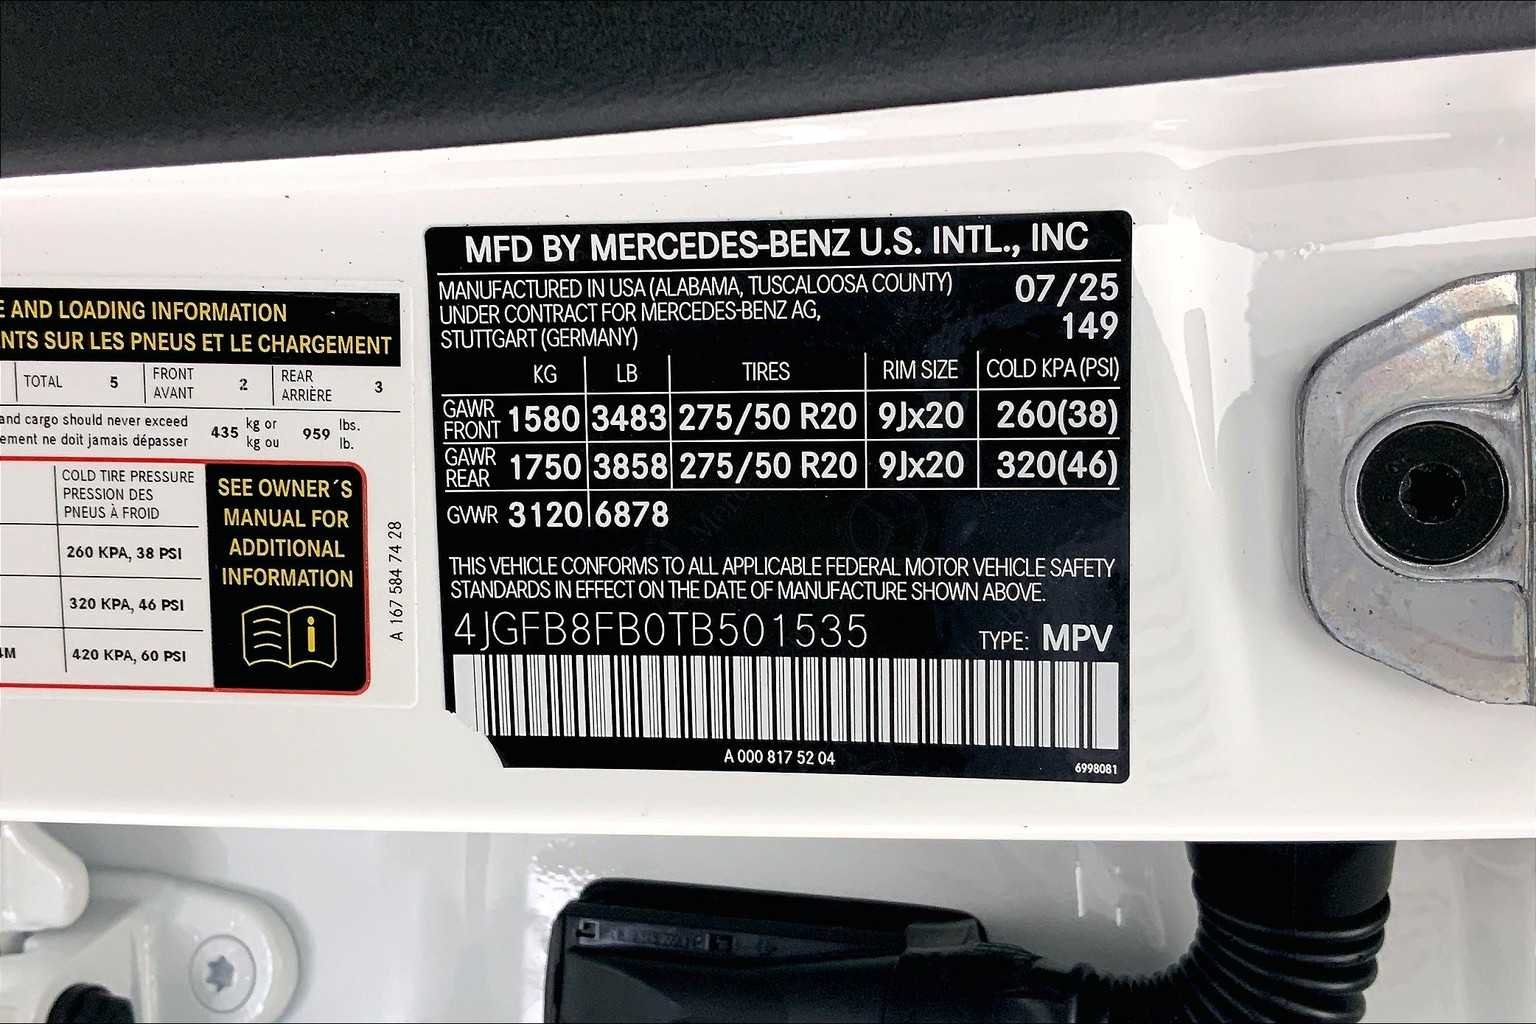 E AND LOADING INFORMATION
NTS SUR LES PNEUS ET LE CHARGEMENT
TOTAL 5 FRONT AVANT 2 REAR ARRIÈRE 3
and cargo should never exceed
ement ne doit jamais dépasser
435 kg or kg ou 959 lbs. lb.
COLD TIRE PRESSURE
PRESSION DES
PNEUS À FROID
260 KPA, 38 PSI
320 KPA, 46 PSI
4M 420 KPA, 60 PSI
SEE OWNER´S
MANUAL FOR
ADDITIONAL
INFORMATION
i
A 167 584 74 28
MFD BY MERCEDES-BENZ U.S. INTL., INC
MANUFACTURED IN USA (ALABAMA, TUSCALOOSA COUNTY) 07/25
UNDER CONTRACT FOR MERCEDES-BENZ AG, 149
STUTTGART (GERMANY)
KG LB TIRES RIM SIZE COLD KPA (PSI)
GAWR FRONT 1580 3483 275/50 R20 9Jx20 260(38)
GAWR REAR 1750 3858 275/50 R20 9Jx20 320(46)
GVWR 3120 6878
THIS VEHICLE CONFORMS TO ALL APPLICABLE FEDERAL MOTOR VEHICLE SAFETY
STANDARDS IN EFFECT ON THE DATE OF MANUFACTURE SHOWN ABOVE.
4JGFB8FB0TB501535 TYPE: MPV
A 000 817 52 04
6998081